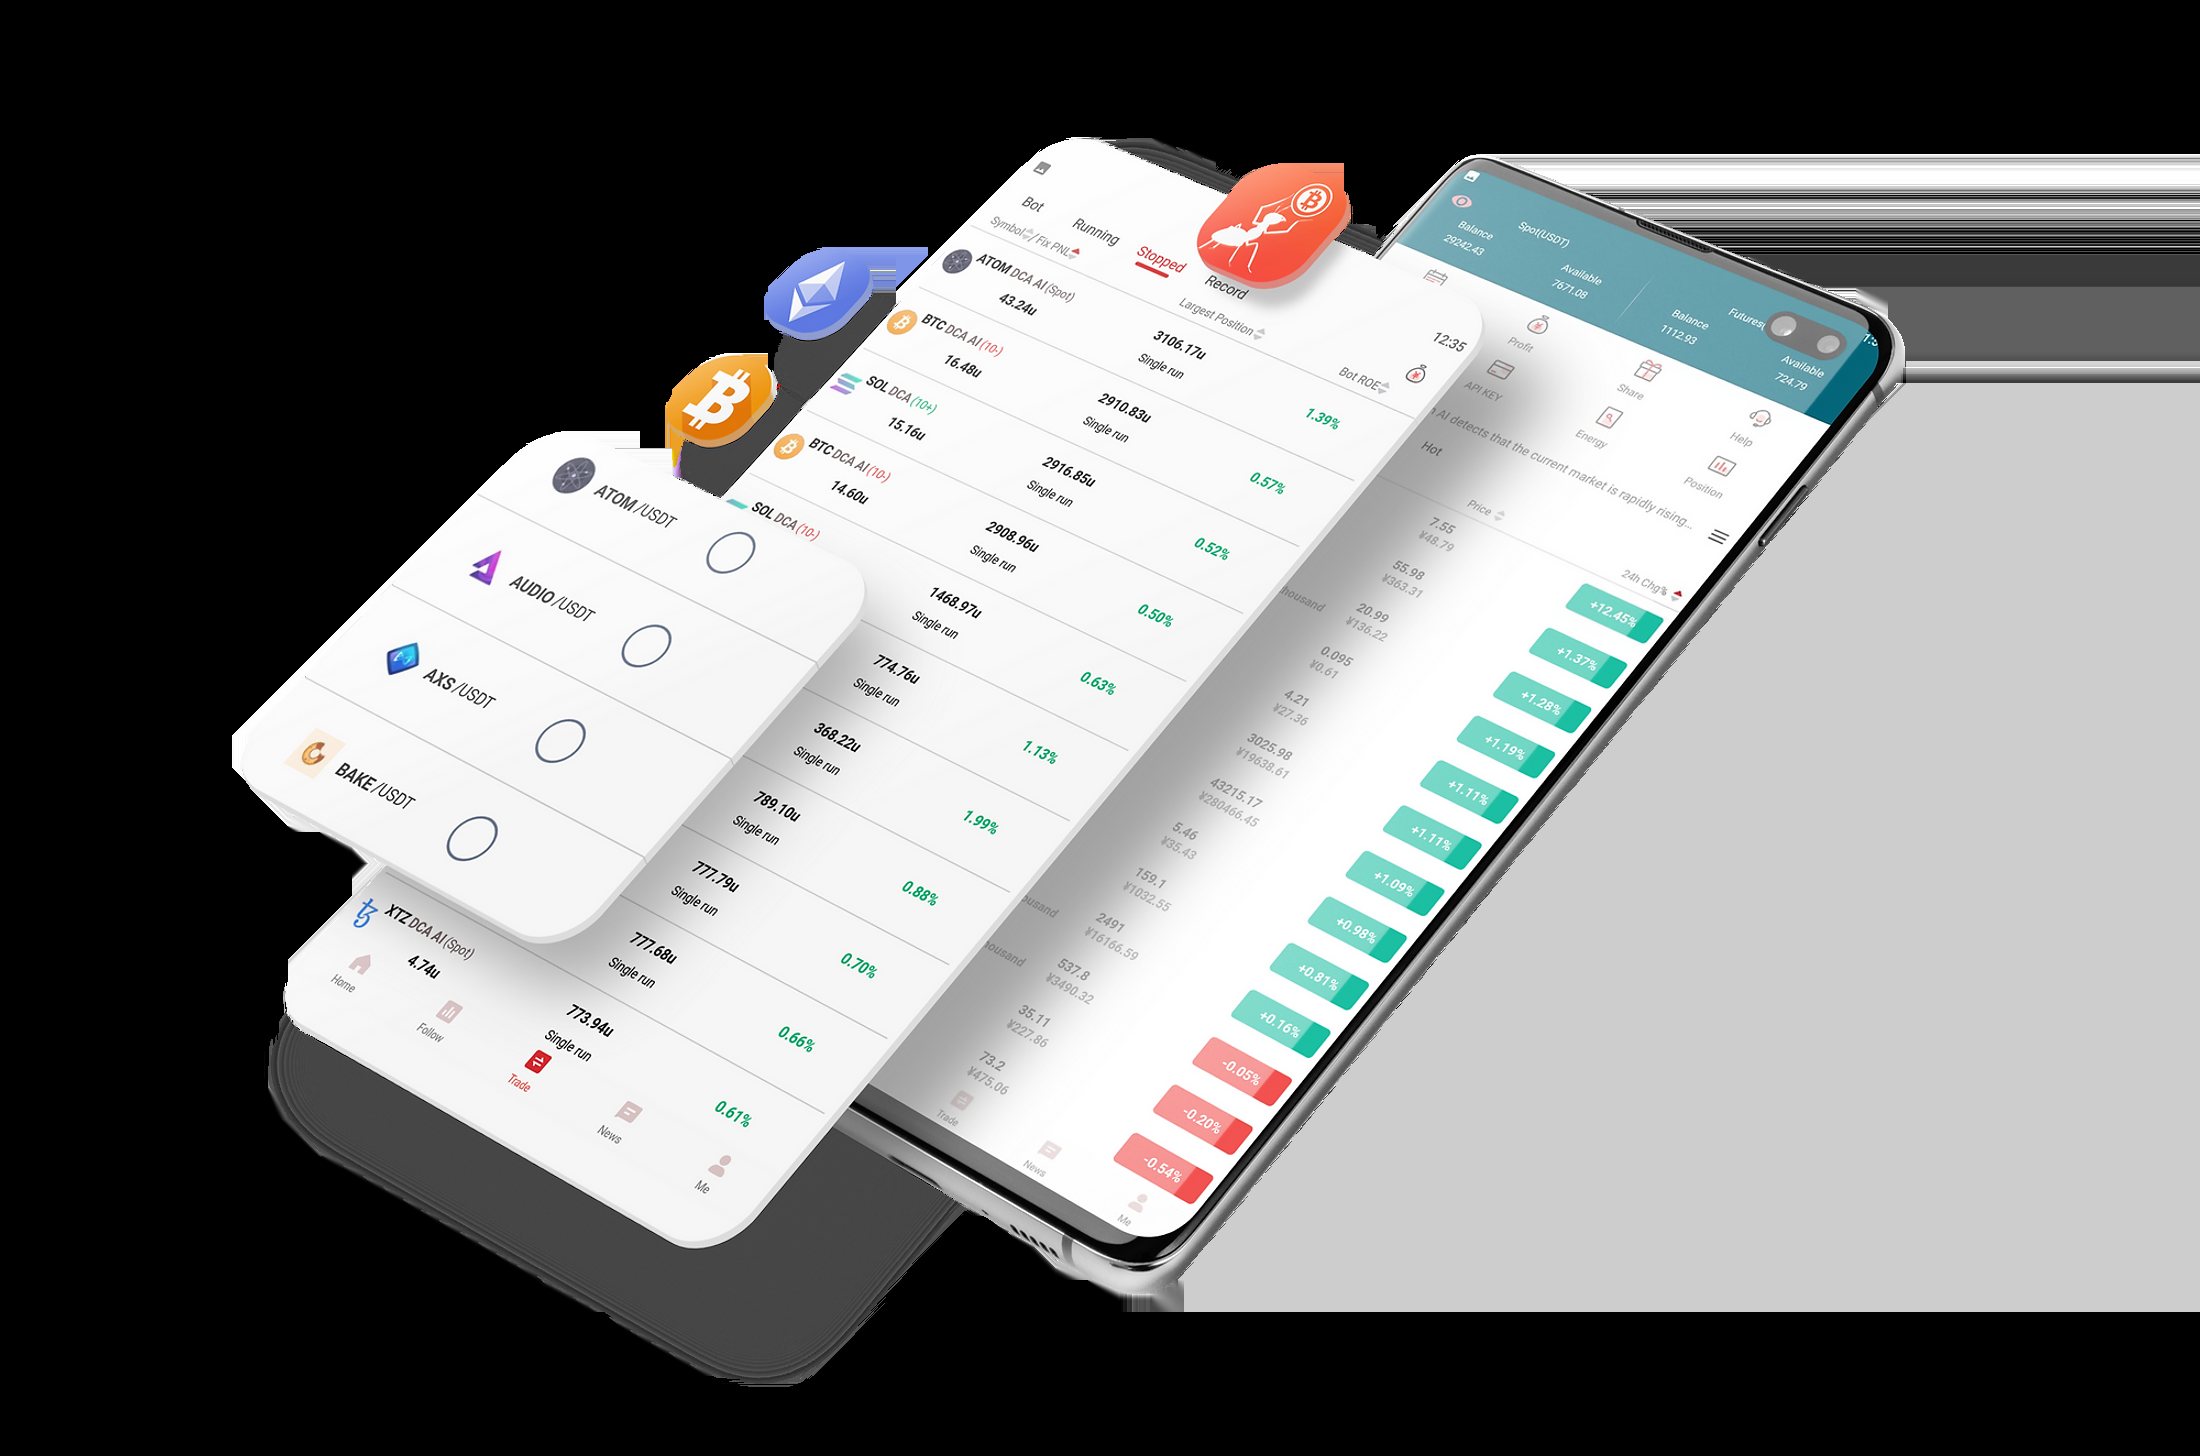 ATOM/USDT
AUDIO/USDT
AXS/USDT
BAKE/USDT
Bot Running Stopped Record
12:35
Symbol / Fix PNL Largest Position Bot ROE
ATOM DCA AI (Spot)
43.24u 3106.17u 1.39%
Single run
BTC DCA AI (10-)
16.48u 2910.83u 0.57%
Single run
SOL DCA (10+)
15.16u 2916.85u 0.52%
Single run
BTC DCA AI (10-)
14.60u 2908.96u 0.50%
Single run
SOL DCA (10-)
1468.97u 0.63%
Single run
774.76u 1.13%
Single run
368.22u 1.99%
Single run
789.10u 0.88%
Single run
777.79u 0.70%
Single run
777.68u 0.66%
Single run
XTZ DCA AI (Spot)
4.74u 773.94u 0.61%
Single run
Home Follow Trade News Me
Spot(USDT) Futures
Balance Available Balance Available
29242.43 7671.08 1112.93 724.79
Profit Share Help
API KEY Energy Position
AI detects that the current market is rapidly rising...
Hot
Price 24h Chg%
7.55 +12.45%
¥48.79
55.98 +1.37%
¥363.31
20.99 +1.28%
¥136.22
0.095 +1.19%
¥0.61
4.21 +1.11%
¥27.36
3025.98 +1.11%
¥19638.61
43215.17 +1.09%
¥280466.45
5.46 +0.98%
¥35.43
159.1 +0.81%
¥1032.55
2491 +0.16%
¥16166.59
537.8 -0.05%
¥3490.32
35.11 -0.20%
¥227.86
73.2 -0.54%
¥475.06
Trade News Me